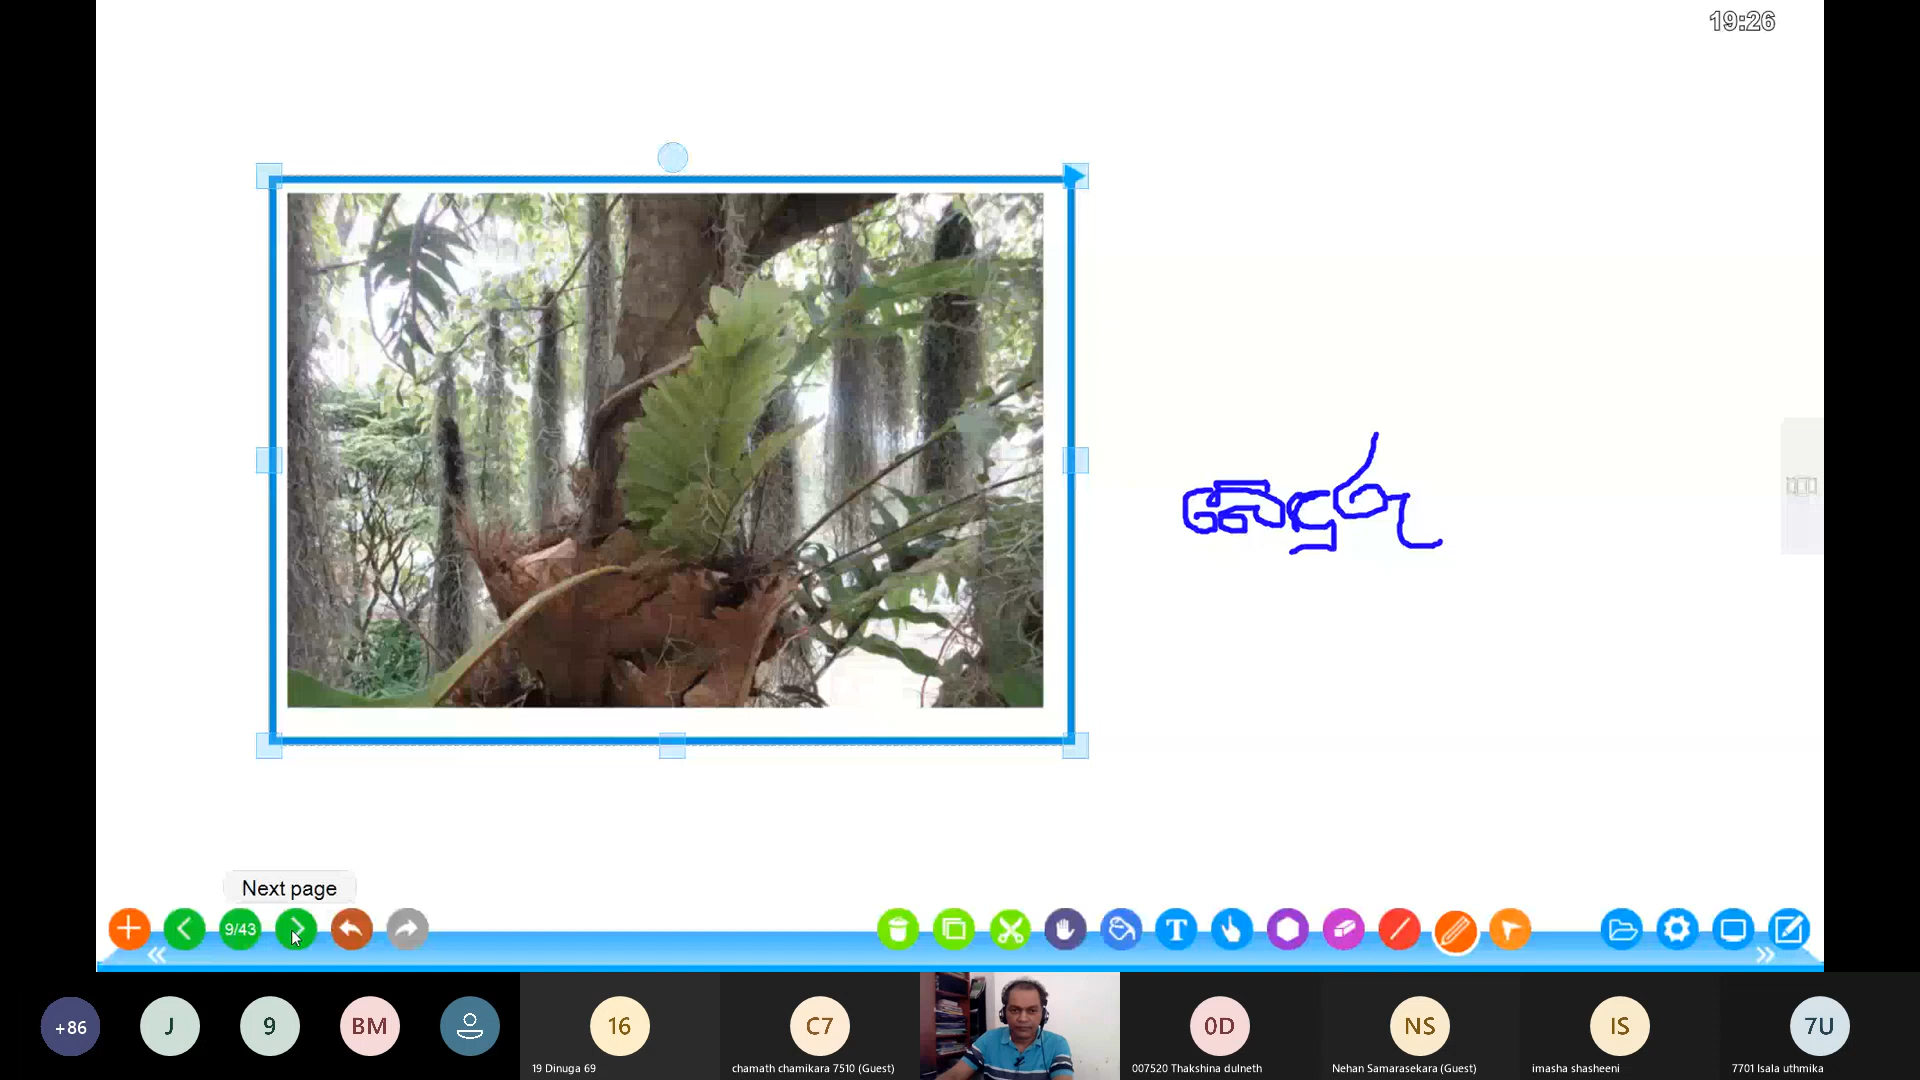 19:26
බෙඳුරු
Next page
9/43
T
+86
J
9
BM
16
C7
0D
NS
IS
7U
19 Dinuga 69
chamath chamikara 7510 (Guest)
007520 Thakshina dulneth
Nehan Samarasekara (Guest)
imasha shasheeni
7701 Isala uthmika